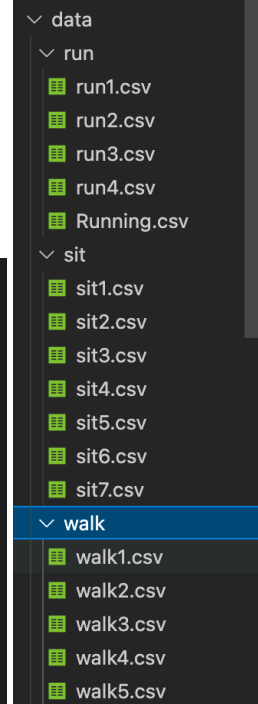 data
run
run1.csv
run2.csv
run3.csv
run4.csv
Running.csv
sit
sit1.csv
sit2.csv
sit3.csv
sit4.csv
sit5.csv
sit6.csv
sit7.csv
walk
walk1.csv
walk2.csv
walk3.csv
walk4.csv
walk5.csv